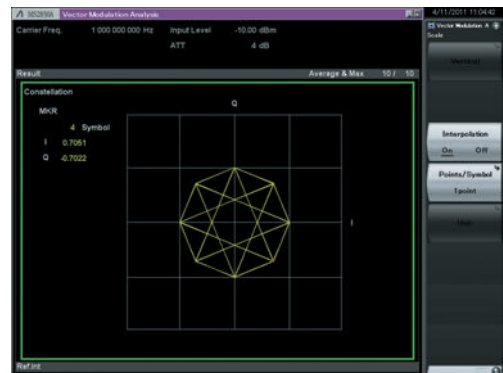 MS2690A Vector Modulation Analysis
4/11/2011 11:04:42
Carrier Freq. 1 000 000 000 Hz Input Level -10.00 dBm
ATT 4 dB
Result Average & Max 10 / 10
Constellation
MKR
4 Symbol
I 0.7051
Q -0.7022
Q
I
Ref.Int
Vector Modulation A
Scale
Vertical
Interpolation
On Off
Points/Symbol
1point